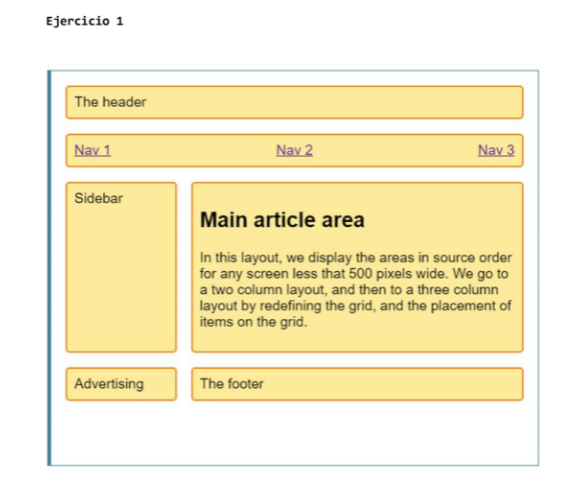 Ejercicio 1
The header
Nav 1 Nav 2 Nav 3
Sidebar
Main article area
In this layout, we display the areas in source order
for any screen less that 500 pixels wide. We go to
a two column layout, and then to a three column
layout by redefining the grid, and the placement of
items on the grid.
Advertising
The footer